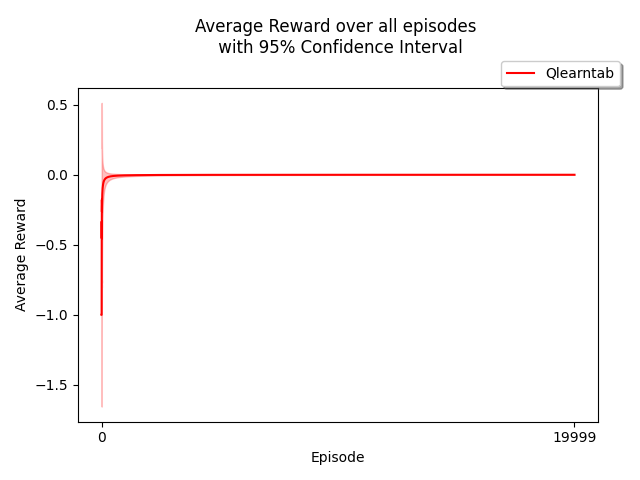 Average Reward over all episodes
with 95% Confidence Interval
Qlearntab
0.5
0.0
−0.5
−1.0
−1.5
Average Reward
0
19999
Episode